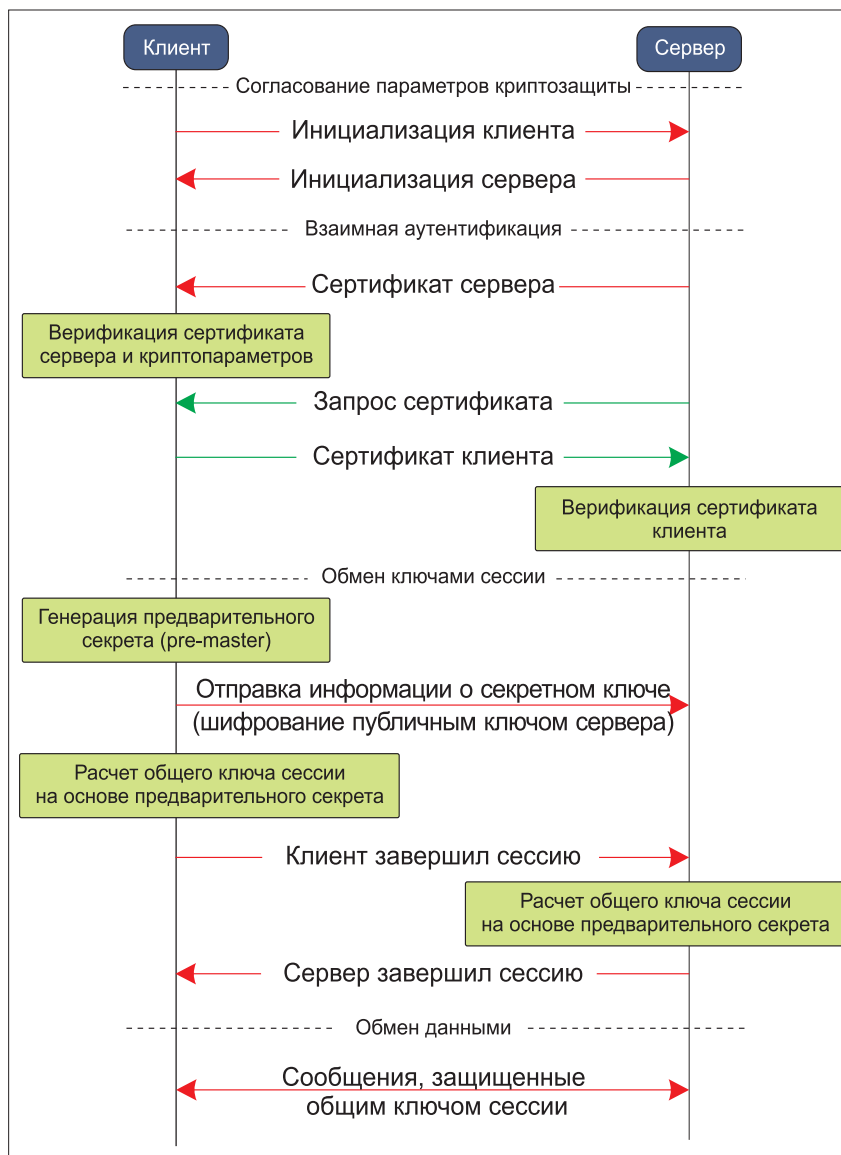 Клиент
Сервер
Согласование параметров криптозащиты
Инициализация клиента
Инициализация сервера
Взаимная аутентификация
Сертификат сервера
Верификация сертификата
сервера и криптопараметров
Запрос сертификата
Сертификат клиента
Верификация сертификата
клиента
Обмен ключами сессии
Генерация предварительного
секрета (pre-master)
Отправка информации о секретном ключе
(шифрование публичным ключом сервера)
Расчет общего ключа сессии
на основе предварительного секрета
Клиент завершил сессию
Расчет общего ключа сессии
на основе предварительного секрета
Сервер завершил сессию
Обмен данными
Сообщения, защищенные
общим ключом сессии